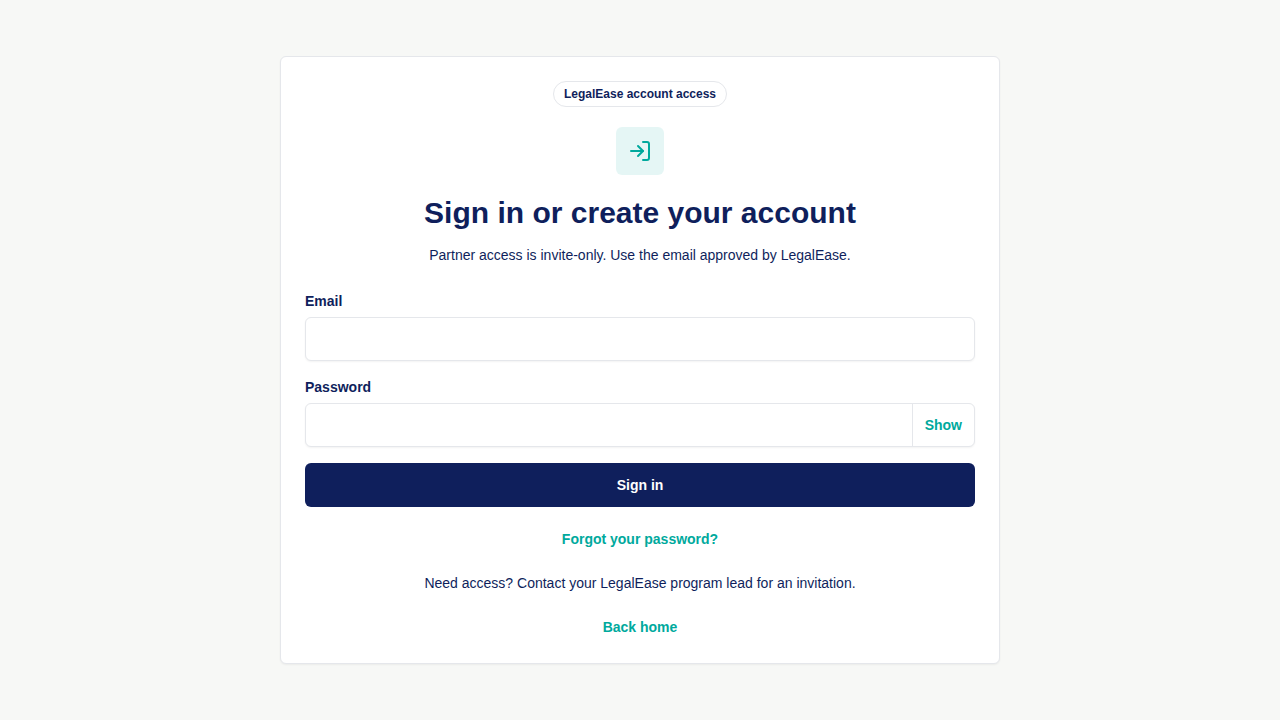 LegalEase account access
Sign in or create your account
Partner access is invite-only. Use the email approved by LegalEase.
Email
Password
Show
Sign in
Forgot your password?
Need access? Contact your LegalEase program lead for an invitation.
Back home